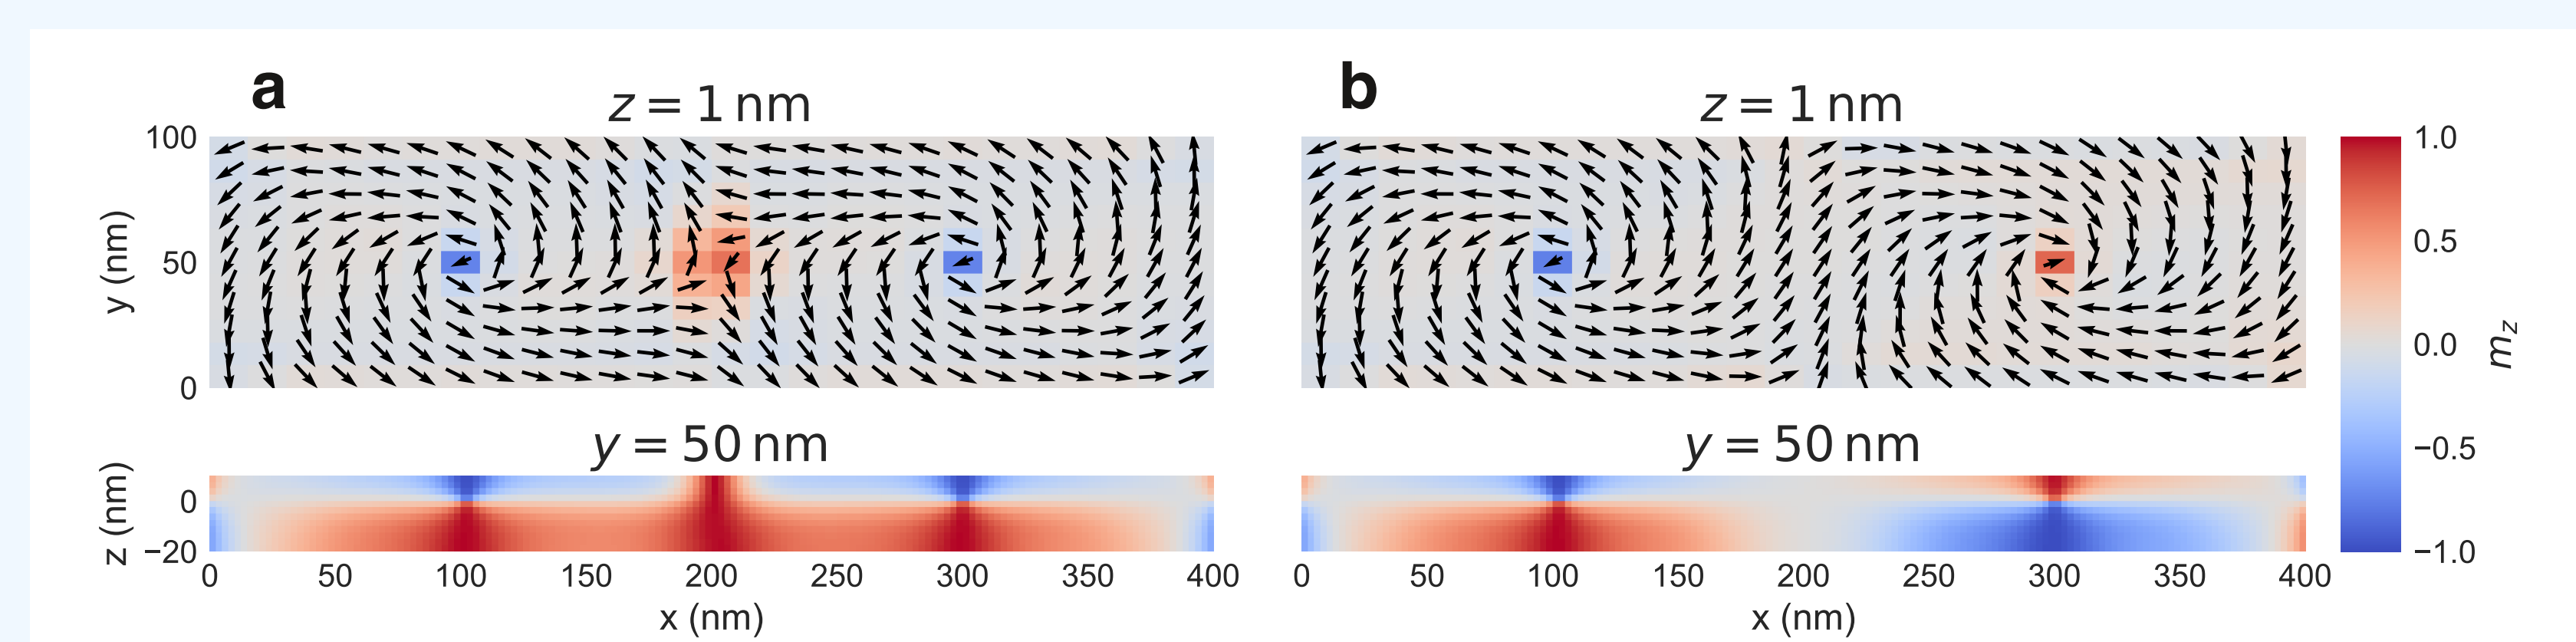 a
b
z = 1 nm
z = 1 nm
100
50
0
y (nm)
1.0
0.5
0.0
−0.5
−1.0
m_z
y = 50 nm
y = 50 nm
0
−20
z (nm)
0 50 100 150 200 250 300 350 400
0 50 100 150 200 250 300 350 400
x (nm)
x (nm)